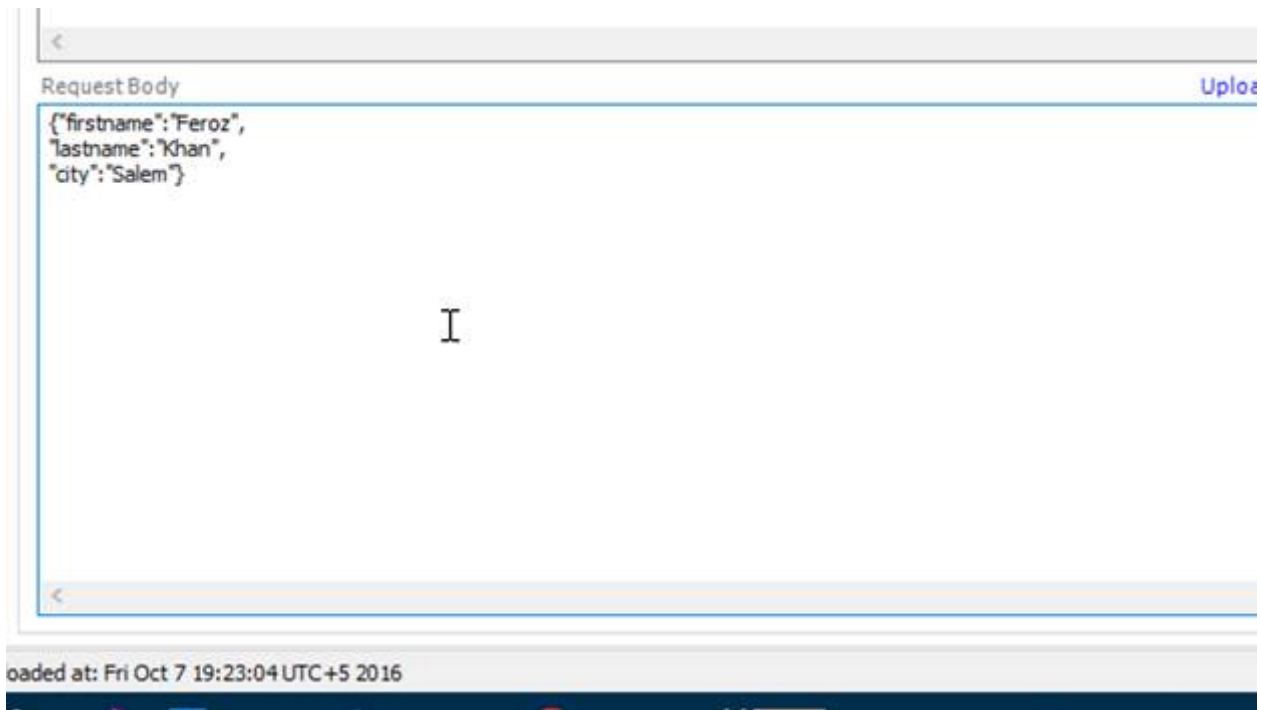 Request Body
{"firstname":"Feroz",
"lastname":"Khan",
"city":"Salem"}
oaded at: Fri Oct 7 19:23:04 UTC+5 2016